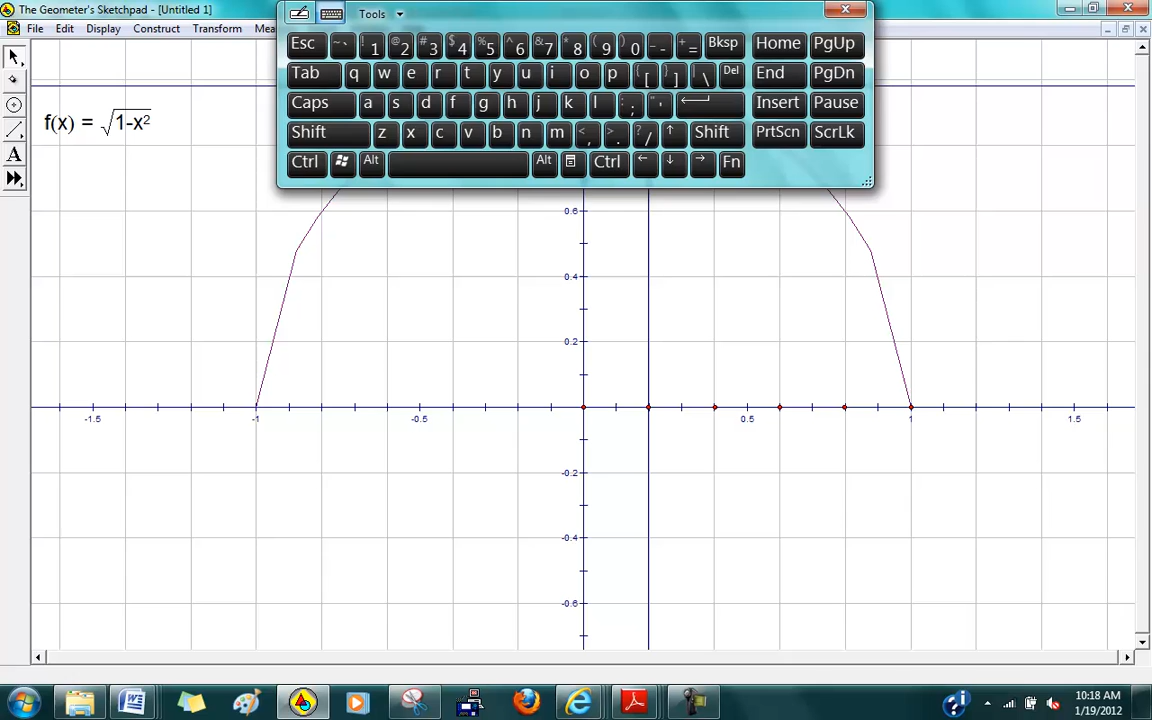 The Geometer's Sketchpad - [Untitled 1]
File Edit Display Construct Transform Mea
Tools
Esc ~ ` ! 1 @ 2 # 3 $ 4 % 5 ^ 6 & 7 * 8 ( 9 ) 0 _ - + = Bksp Home PgUp
Tab q w e r t y u i o p { [ } ] | \ Del End PgDn
Caps a s d f g h j k l : ; " ' Insert Pause
Shift z x c v b n m < , > . ? / Shift PrtScn ScrLk
Ctrl Alt Alt Ctrl Fn
f(x) = √1-x²
0.6
0.4
0.2
-1.5 -1 -0.5 0.5 1 1.5
-0.2
-0.4
-0.6
10:18 AM
1/19/2012